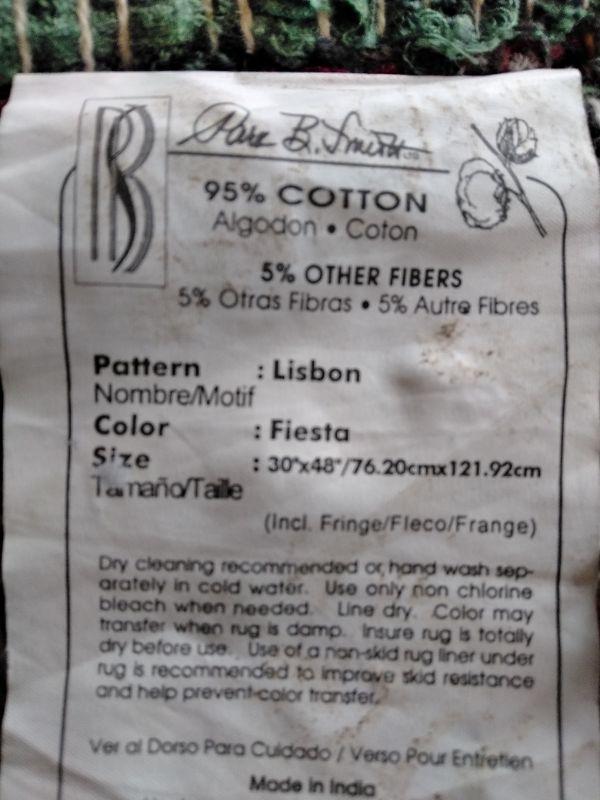 Park B. Smith LTD
95% COTTON
Algodon • Coton
5% OTHER FIBERS
5% Otras Fibras • 5% Autre Fibres
Pattern : Lisbon
Nombre/Motif
Color : Fiesta
Size : 30"x48"/76.20cmx121.92cm
Tamaño/Taille
(Incl. Fringe/Fleco/Frange)
Dry cleaning recommended or hand wash sep-
arately in cold water. Use only non chlorine
bleach when needed. Line dry. Color may
transfer when rug is damp. Insure rug is totally
dry before use. Use of a non-skid rug liner under
rug is recommended to improve skid resistance
and help prevent color transfer.
Ver al Dorso Para Cuidado / Verso Pour Entretien
Made in India